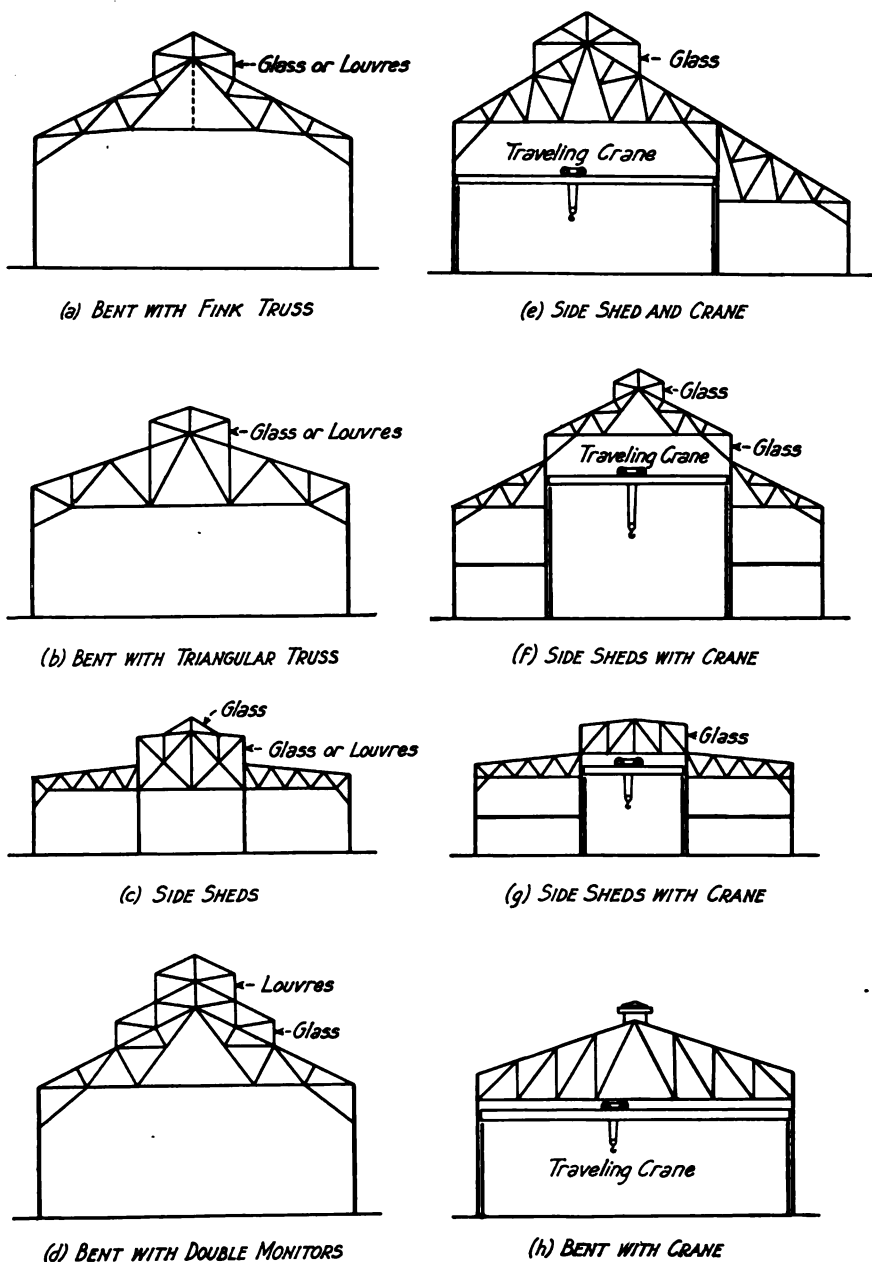 Glass or Louvres
(a) BENT WITH FINK TRUSS
Glass
Traveling Crane
(e) SIDE SHED AND CRANE
Glass or Louvres
(b) BENT WITH TRIANGULAR TRUSS
Glass
Traveling Crane
Glass
(f) SIDE SHEDS WITH CRANE
Glass
Glass or Louvres
(c) SIDE SHEDS
Glass
(g) SIDE SHEDS WITH CRANE
Louvres
Glass
(d) BENT WITH DOUBLE MONITORS
Traveling Crane
(h) BENT WITH CRANE